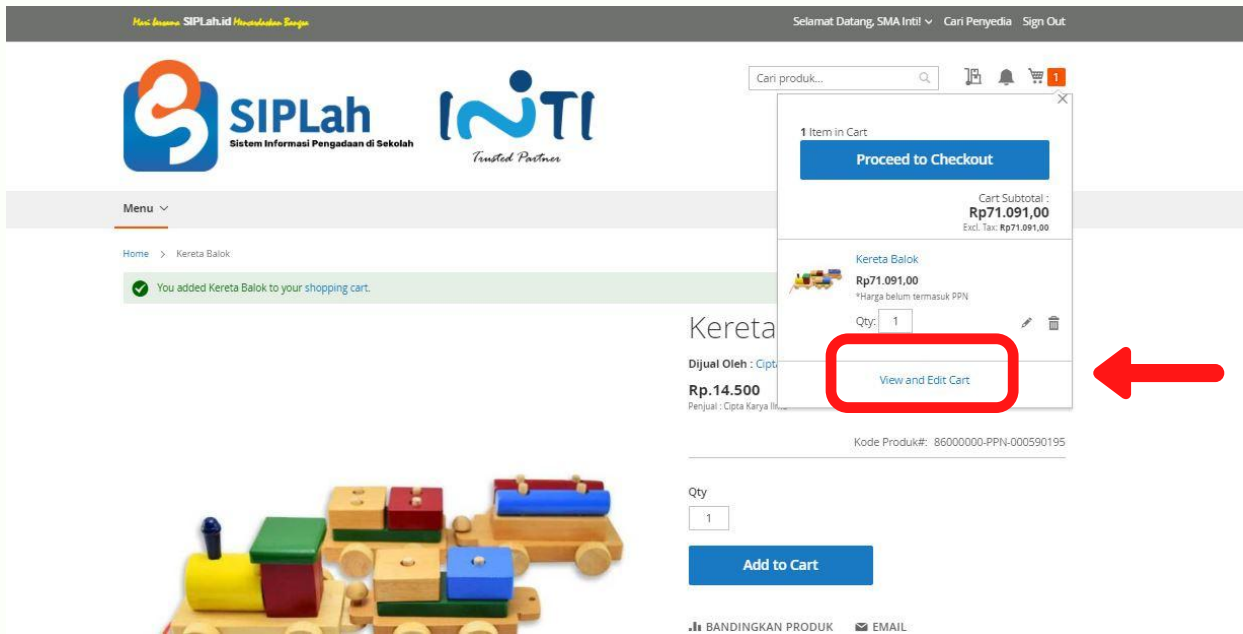 Mari bersama SIPLah.id Mencerdaskan Bangsa
Selamat Datang, SMA Inti! Cari Penyedia Sign Out
SIPLah
Sistem Informasi Pengadaan di Sekolah
INTI
Trusted Partner
Cari produk...
1
1 Item in Cart
Proceed to Checkout
Cart Subtotal :
Rp71.091,00
Excl. Tax: Rp71.091,00
Kereta Balok
Rp71.091,00
*Harga belum termasuk PPN
Qty: 1
View and Edit Cart
Menu
Home > Kereta Balok
You added Kereta Balok to your shopping cart.
Kereta
Dijual Oleh :
Rp.14.500
Penjual : Cipta Karya
Kode Produk#: 86000000-PPN-000590195
Qty
1
Add to Cart
BANDINGKAN PRODUK EMAIL